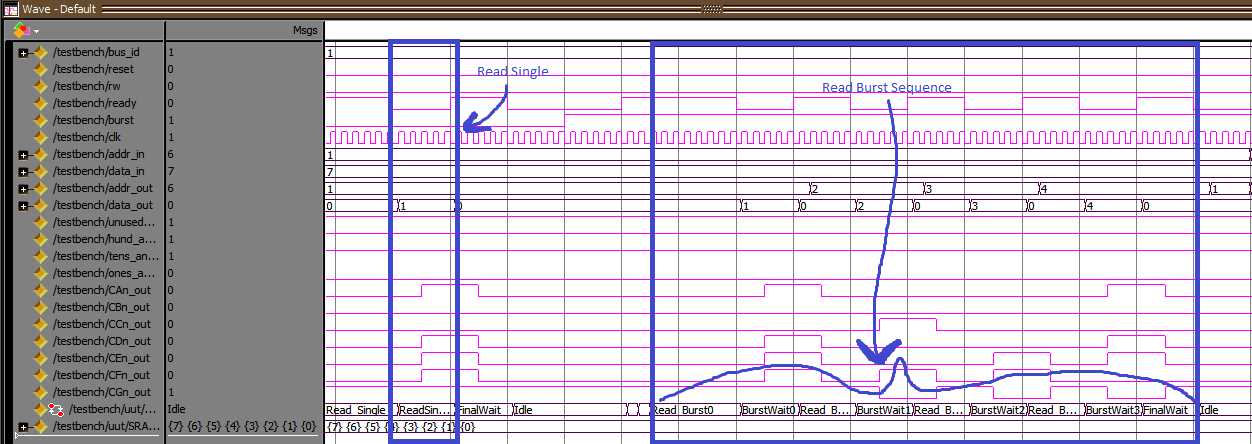 Wave - Default
Msgs
/testbench/bus_id 1 1
/testbench/reset 0
/testbench/rw 0
/testbench/ready 0
/testbench/burst 1
/testbench/clk 1
/testbench/addr_in 6 1
/testbench/data_in 7 7
/testbench/addr_out 6 1 2 3 4 1
/testbench/data_out 0 0 1 0 1 0 2 0 3 0 4 0
/testbench/unused... 1
/testbench/hund_a... 1
/testbench/tens_an... 1
/testbench/ones_a... 0
/testbench/CAn_out 0
/testbench/CBn_out 0
/testbench/CCn_out 0
/testbench/CDn_out 0
/testbench/CEn_out 0
/testbench/CFn_out 0
/testbench/CGn_out 1
/testbench/uut/... Idle Read_Single ReadSin... FinalWait Idle Read_Burst0 BurstWait0 Read_B... BurstWait1 Read_B... BurstWait2 Read_B... BurstWait3 FinalWait Idle
/testbench/uut/SRA... {7} {6} {5} {4} {3} {2} {1} {0} {7} {6} {5} {4} {3} {2} {1} {0}
Read Single
Read Burst Sequence